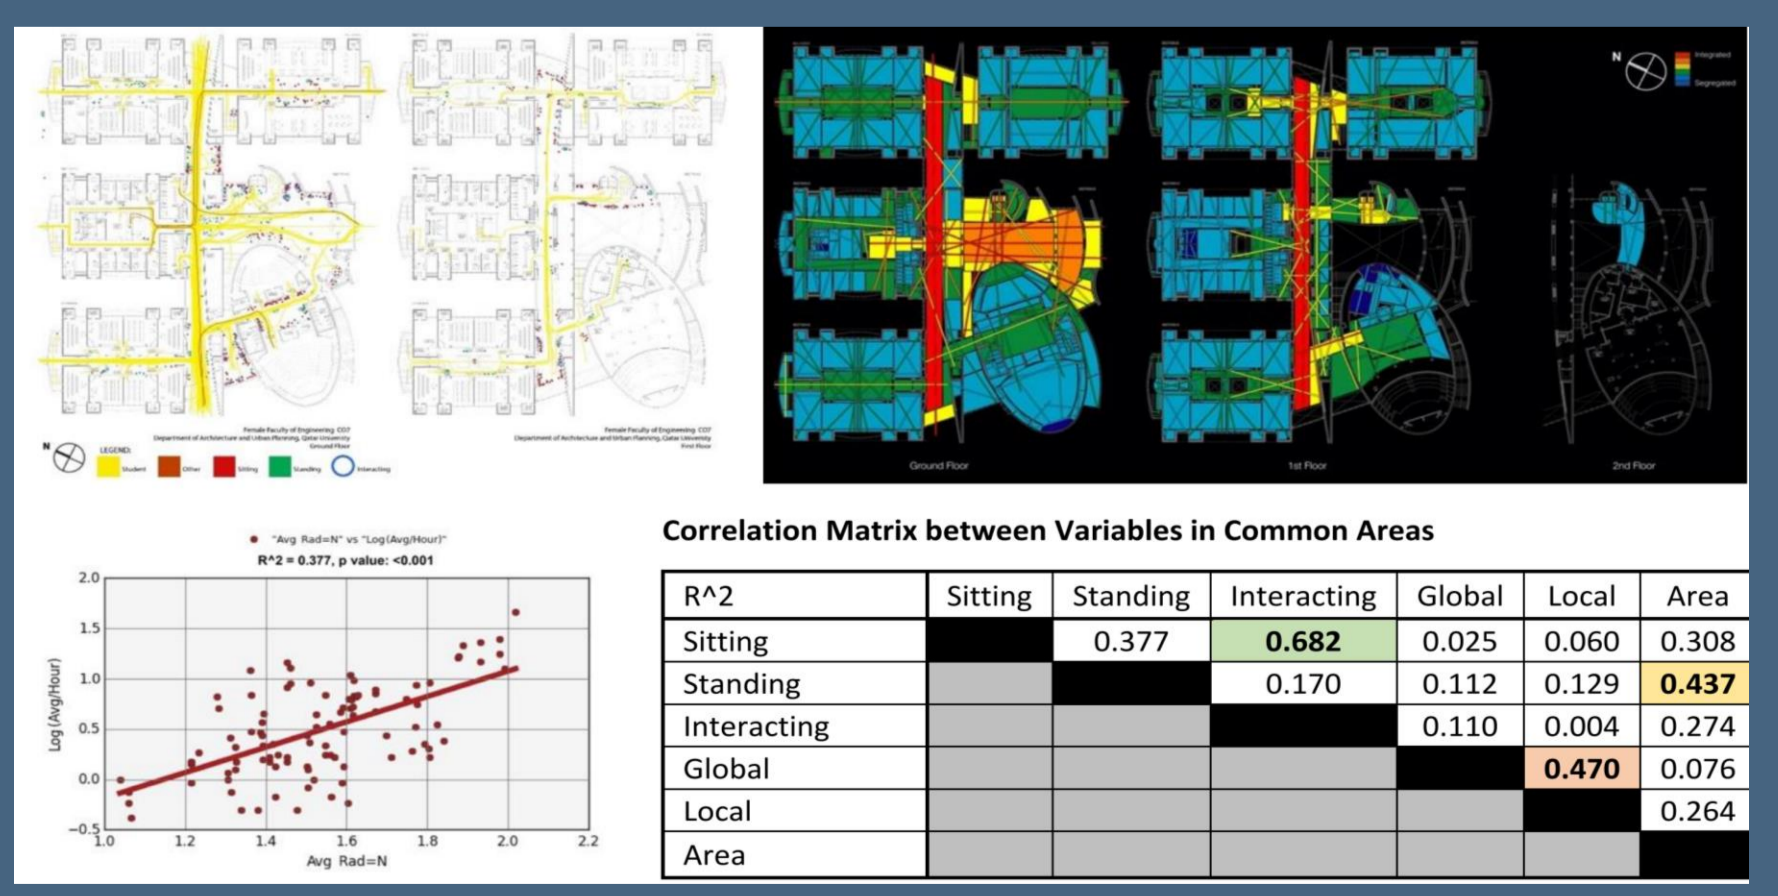 Female Faculty of Engineering CO7
Department of Architecture and Urban Planning, Qatar University
Ground Floor
Female Faculty of Engineering CO7
Department of Architecture and Urban Planning, Qatar University
First Floor
N
LEGEND:
Student
Other
Sitting
Standing
Interacting
N
Integrated
Segregated
Ground Floor
1st Floor
2nd Floor
"Avg Rad=N" vs "Log(Avg/Hour)"
R^2 = 0.377, p value: <0.001
Log(Avg/Hour)
2.0
1.5
1.0
0.5
0.0
−0.5
1.0 1.2 1.4 1.6 1.8 2.0 2.2
Avg Rad=N
Correlation Matrix between Variables in Common Areas
R^2 Sitting Standing Interacting Global Local Area
Sitting 0.377 0.682 0.025 0.060 0.308
Standing 0.170 0.112 0.129 0.437
Interacting 0.110 0.004 0.274
Global 0.470 0.076
Local 0.264
Area